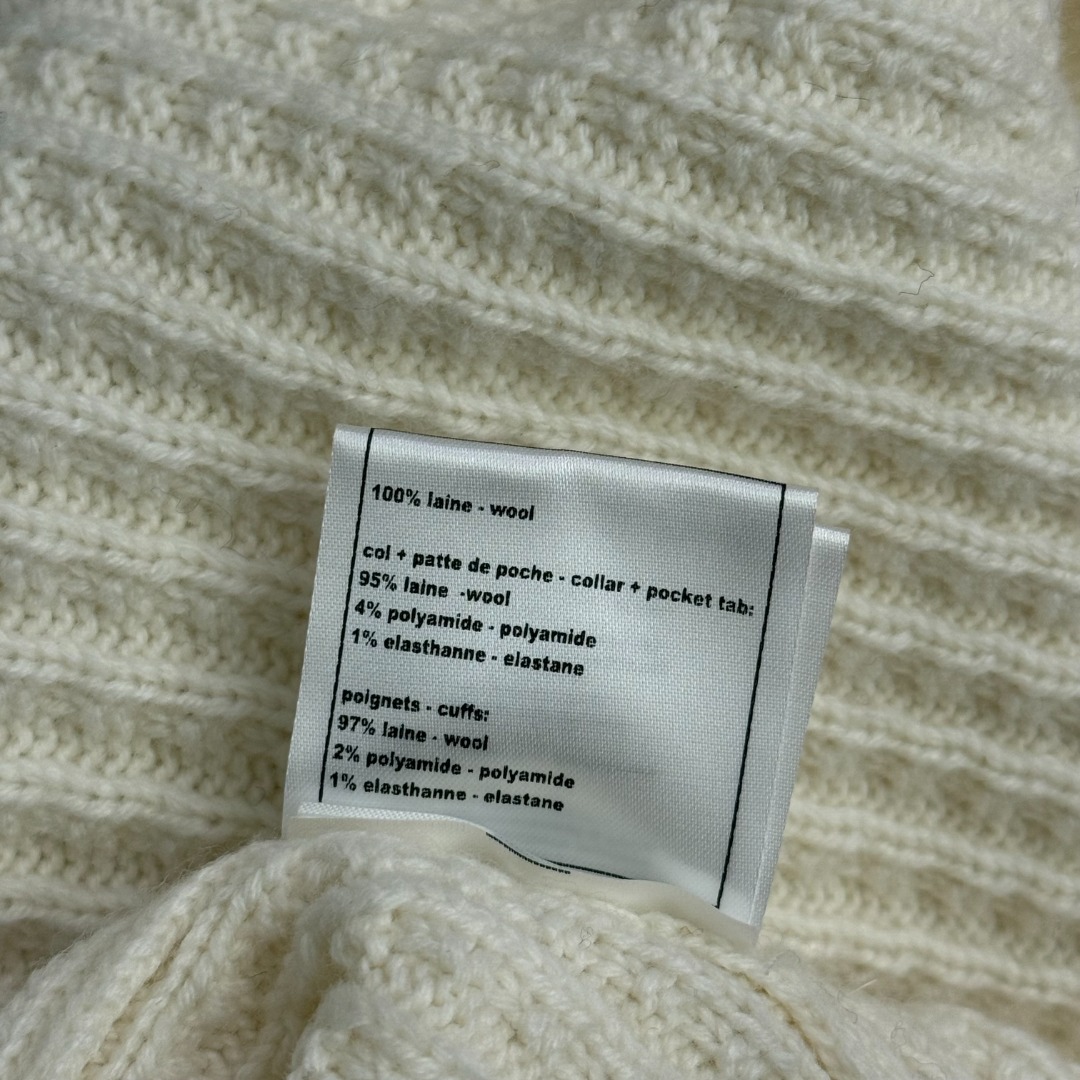 100% laine - wool
col + patte de poche - collar + pocket tab:
95% laine -wool
4% polyamide - polyamide
1% elasthanne - elastane
poignets - cuffs:
97% laine - wool
2% polyamide - polyamide
1% elasthanne - elastane